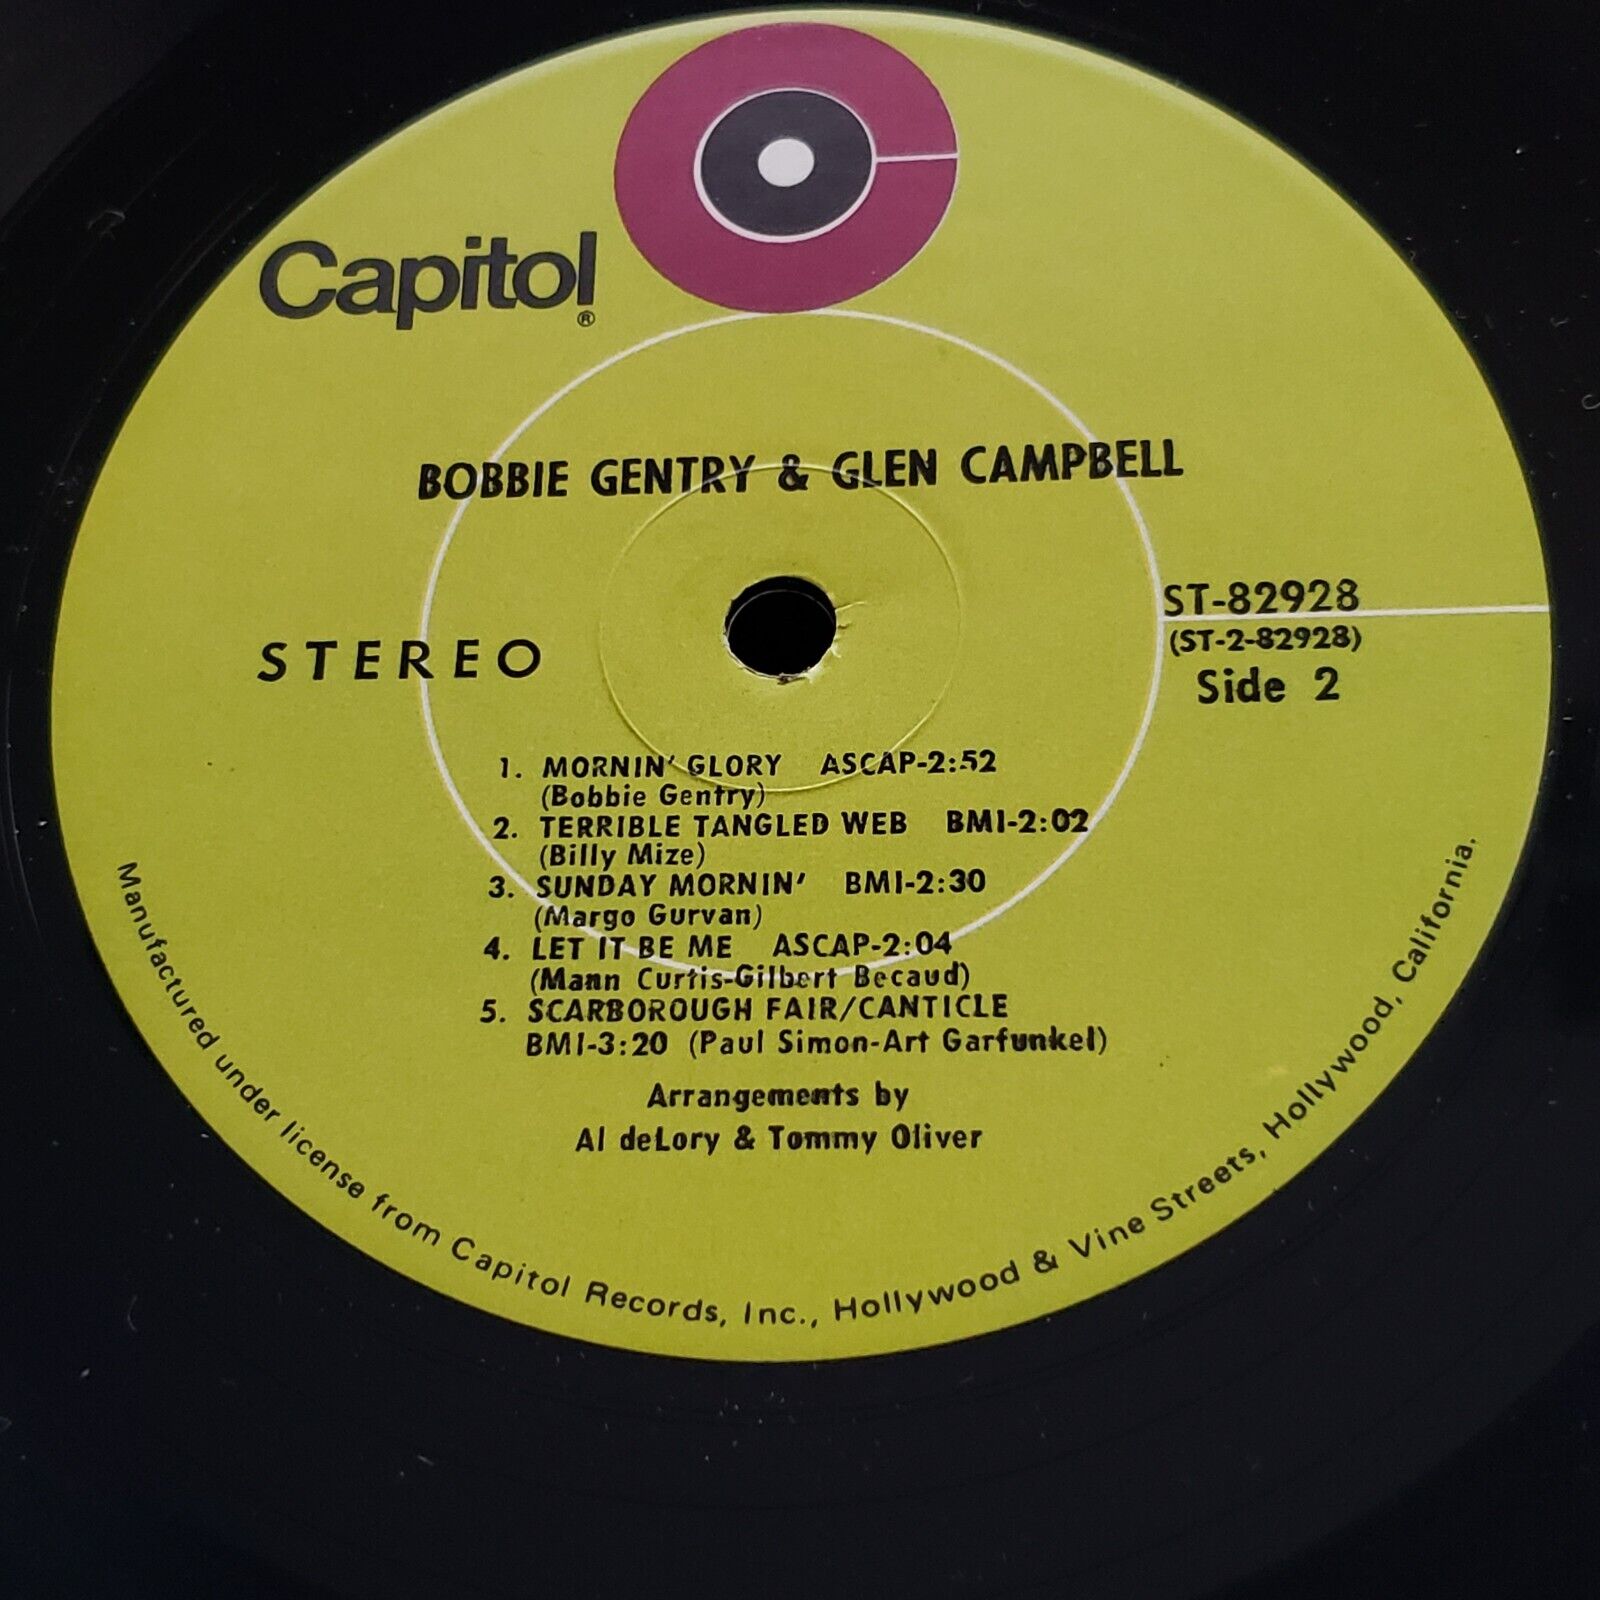 Capitol®
BOBBIE GENTRY & GLEN CAMPBELL
STEREO
ST-82928
(ST-2-82928)
Side 2
1. MORNIN' GLORY ASCAP-2:52
(Bobbie Gentry)
2. TERRIBLE TANGLED WEB BMI-2:02
(Billy Mize)
3. SUNDAY MORNIN' BMI-2:30
(Margo Gurvan)
4. LET IT BE ME ASCAP-2:04
(Mann Curtis-Gilbert Becaud)
5. SCARBOROUGH FAIR/CANTICLE
BMI-3:20 (Paul Simon-Art Garfunkel)
Arrangements by
Al deLory & Tommy Oliver
Manufactured under license from Capitol Records, Inc., Hollywood & Vine Streets, Hollywood, California.